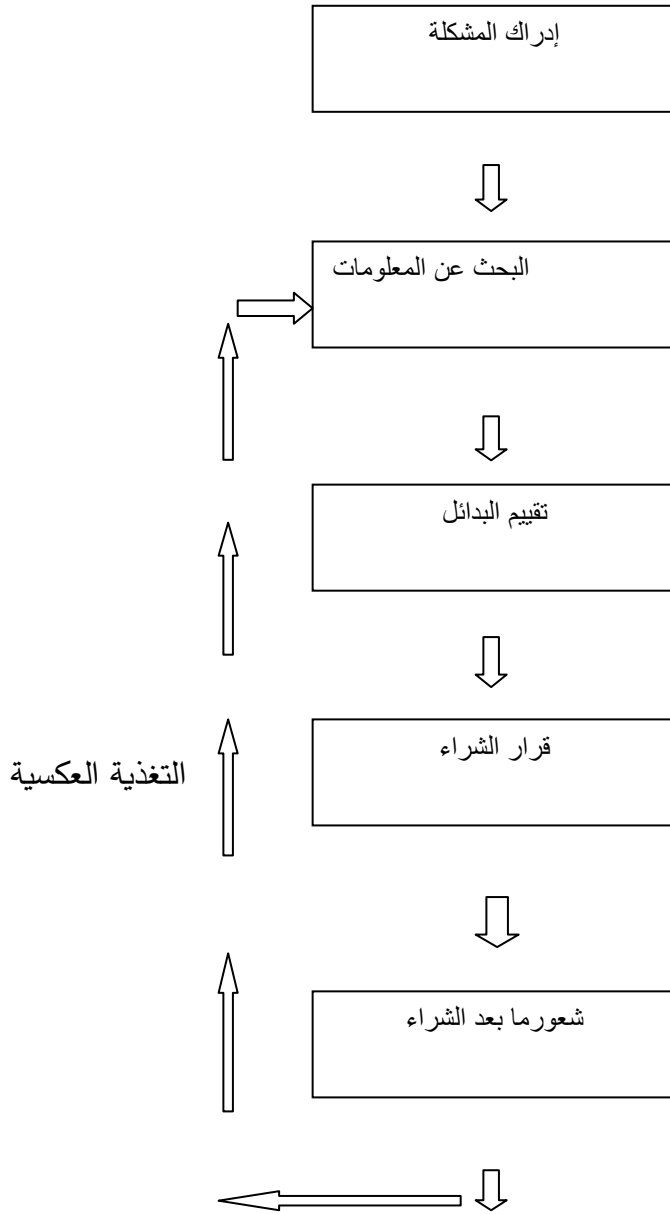 إدراك المشكلة
البحث عن المعلومات
تقييم البدائل
قرار الشراء
التغذية العكسية
شعورما بعد الشراء